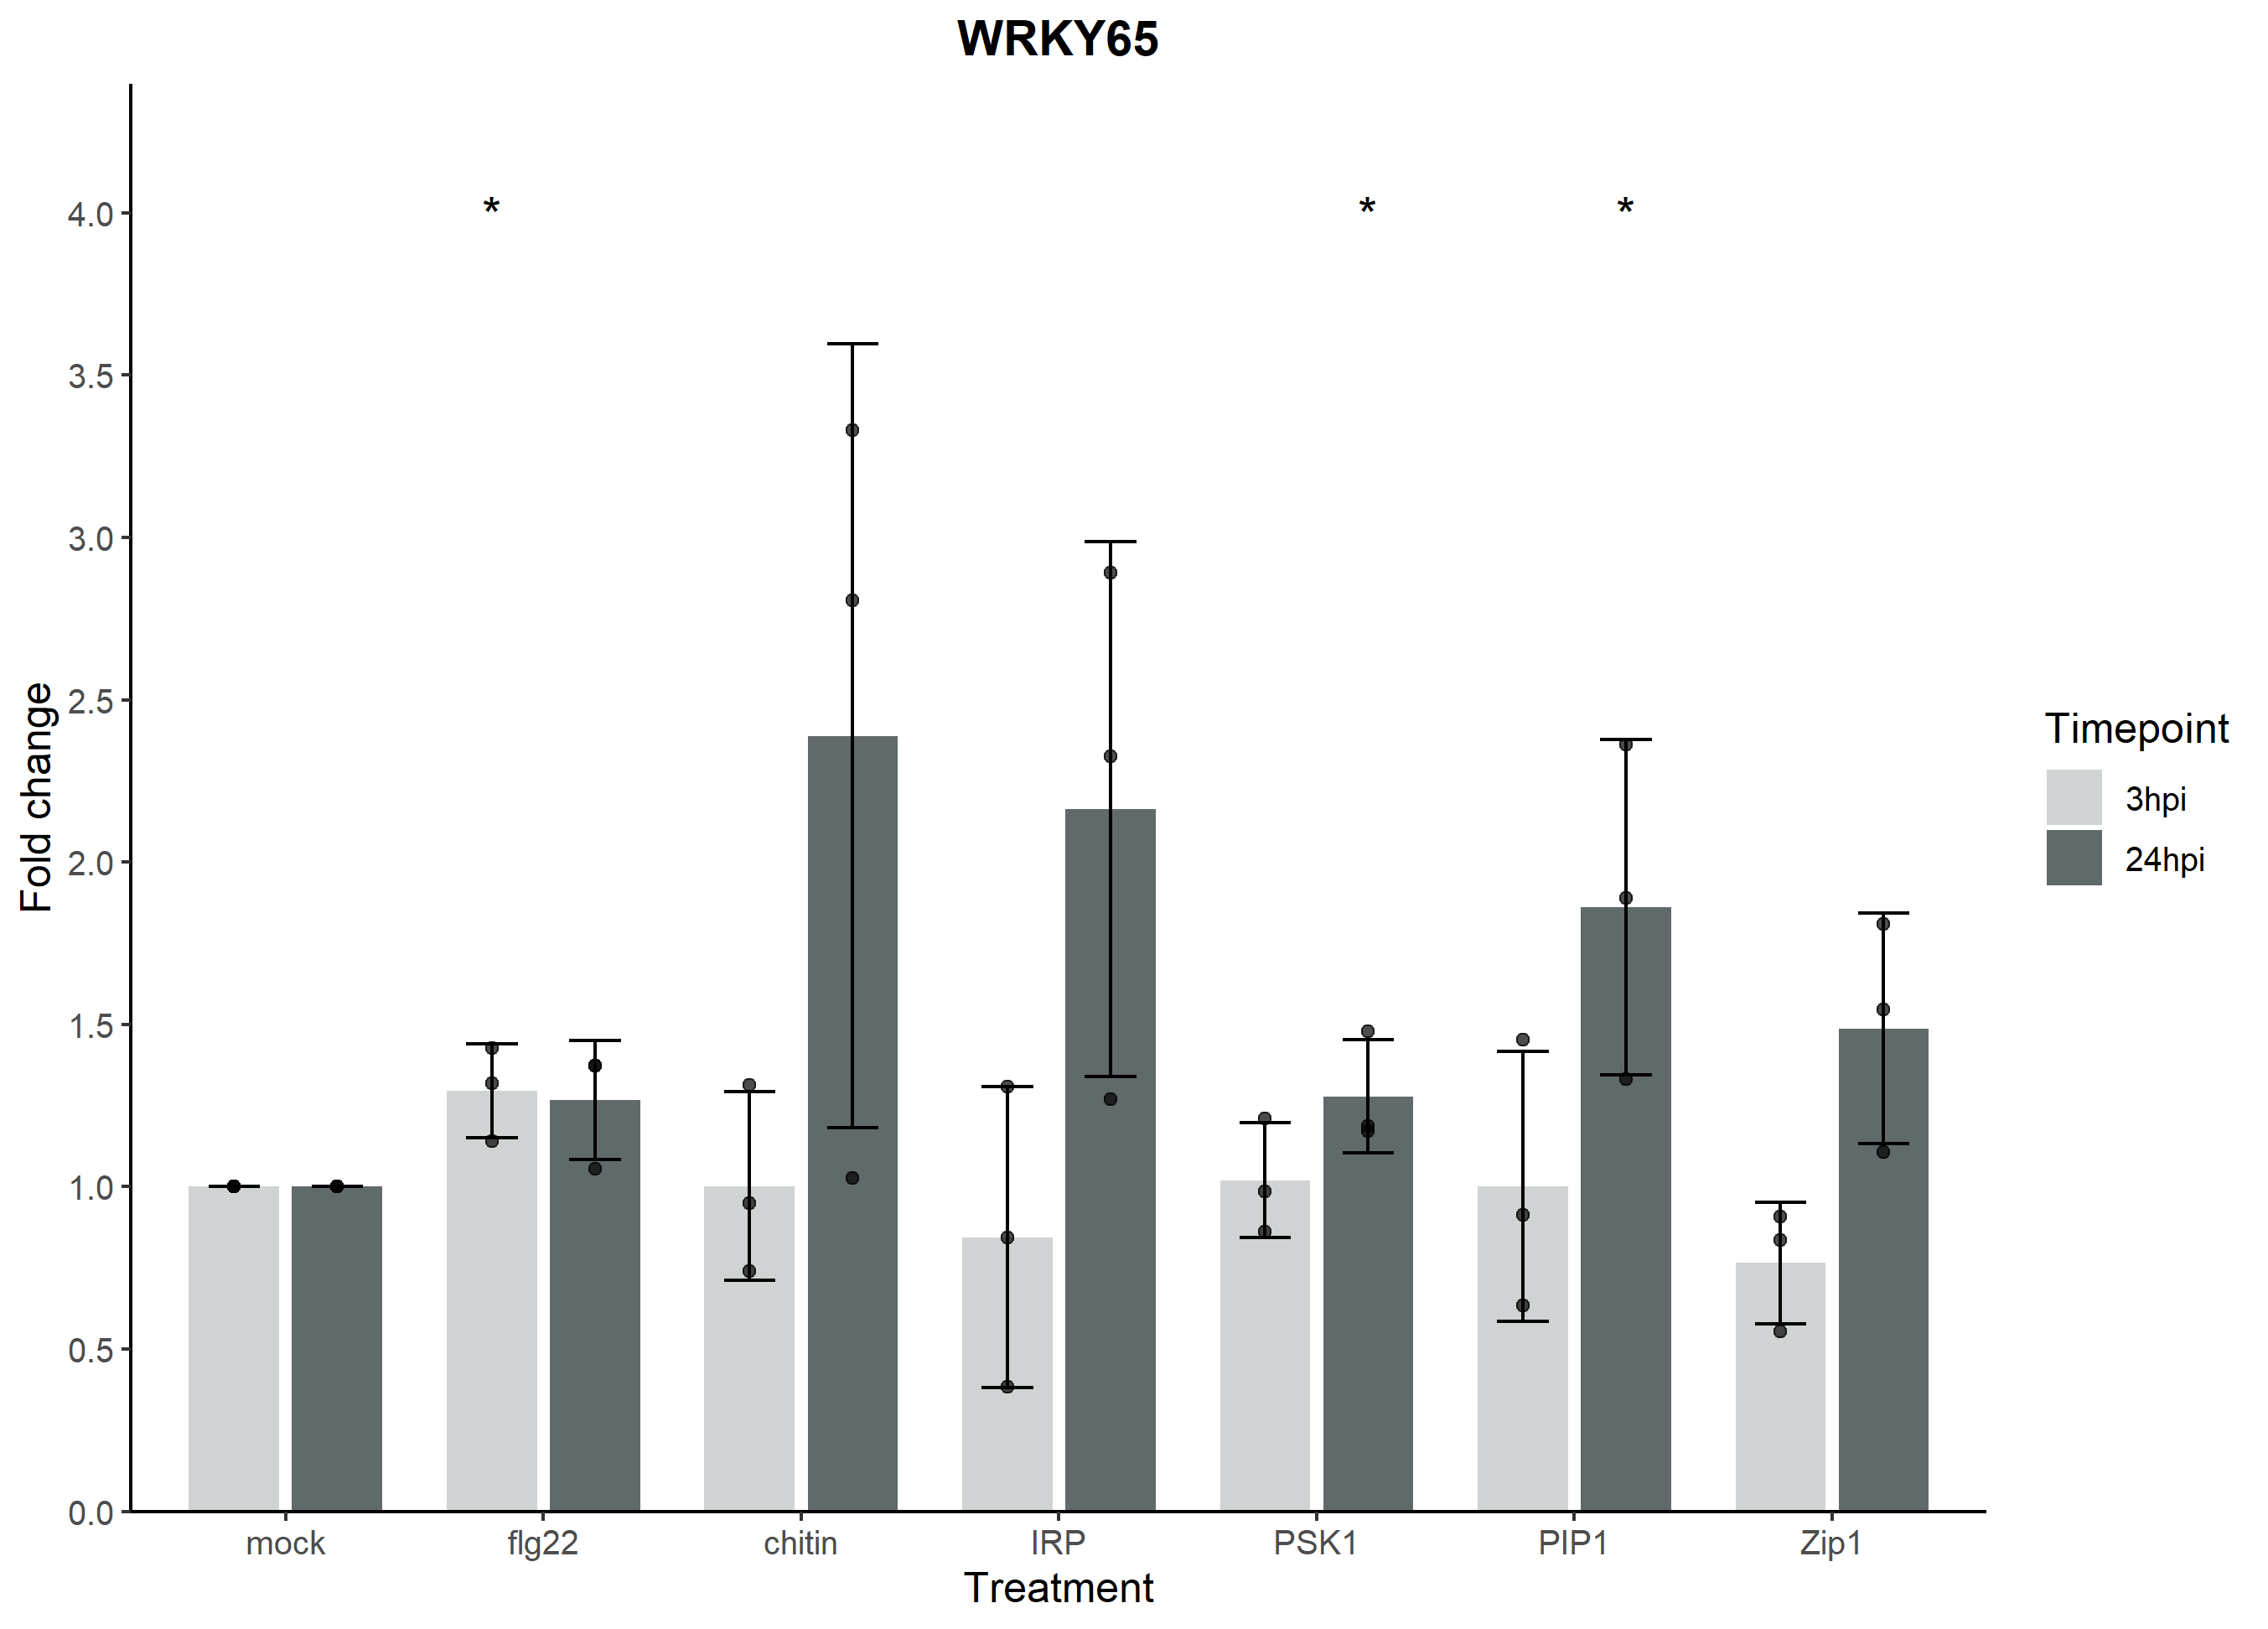 WRKY65
* * *
4.0
3.5
3.0
2.5
2.0
1.5
1.0
0.5
0.0
Fold change
mock flg22 chitin IRP PSK1 PIP1 Zip1
Treatment
Timepoint
3hpi
24hpi